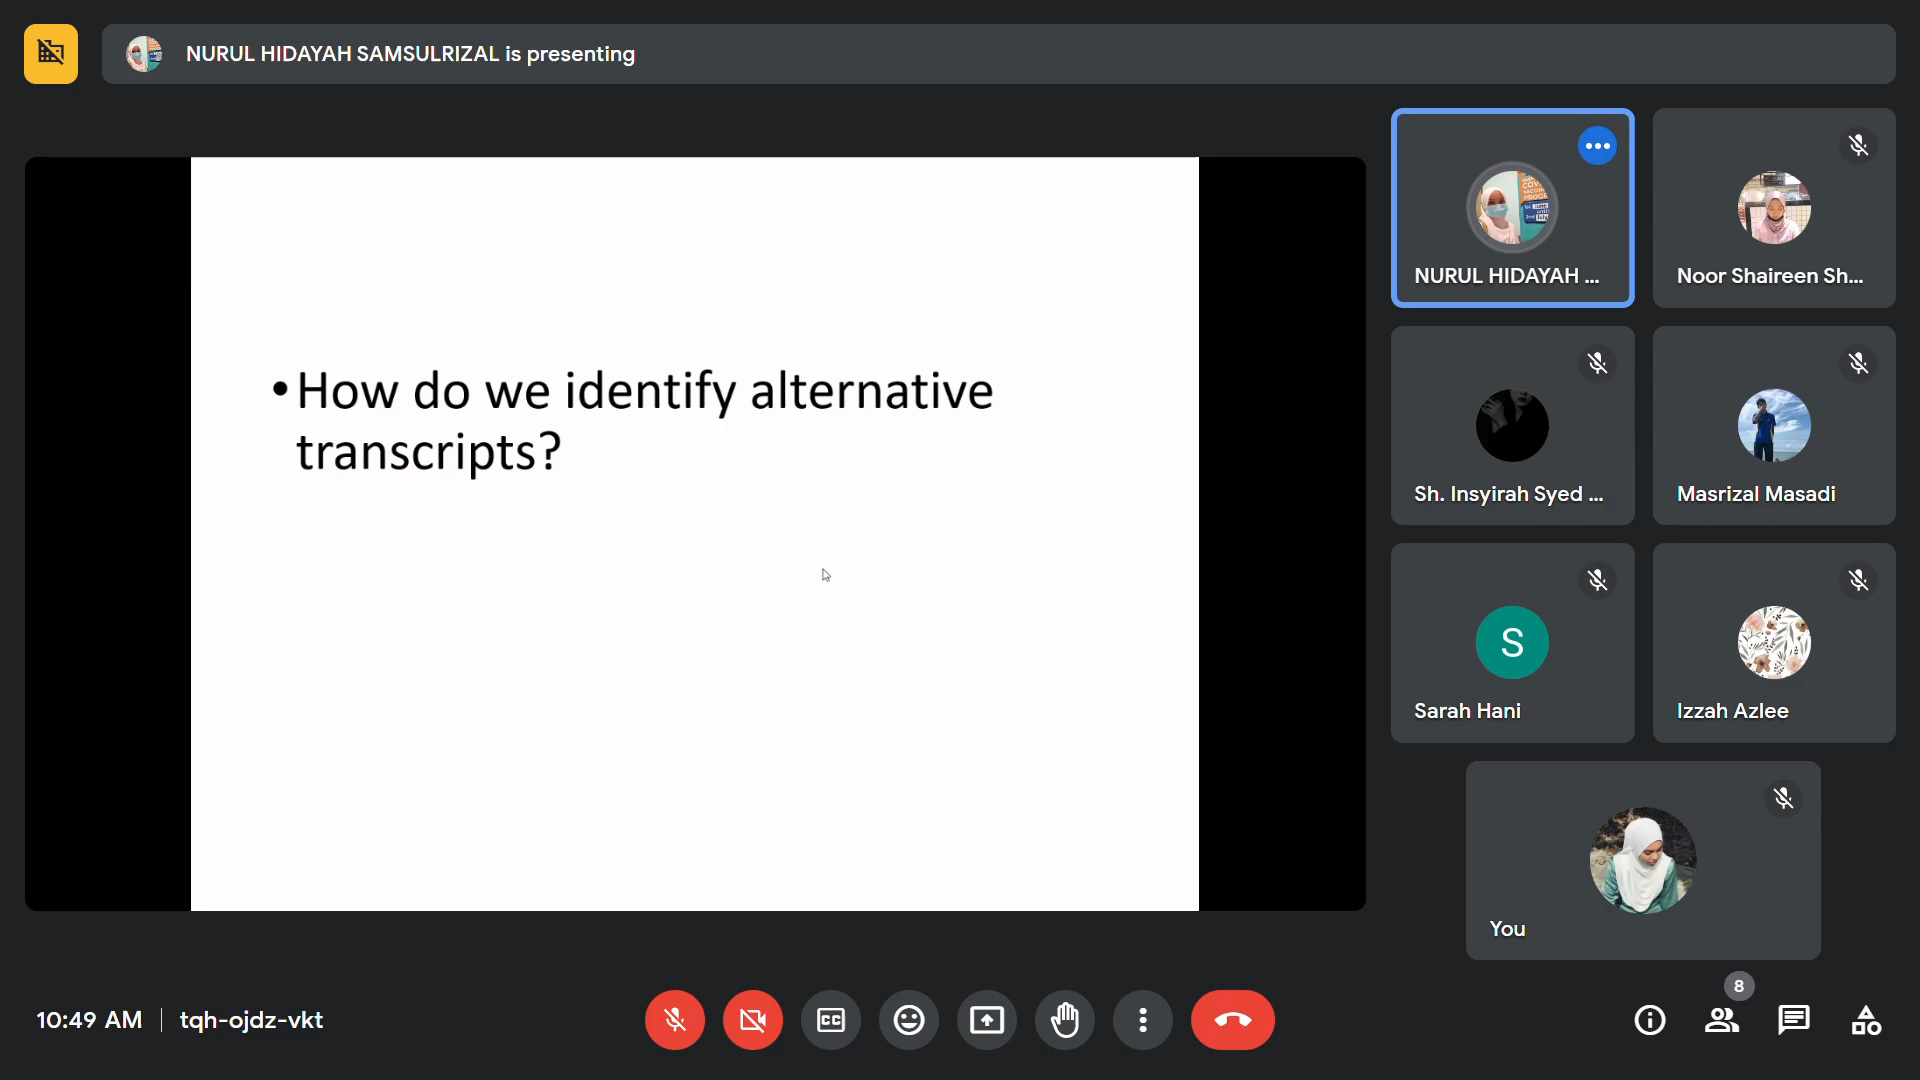 NURUL HIDAYAH SAMSULRIZAL is presenting
•How do we identify alternative
transcripts?
NURUL HIDAYAH ...
Noor Shaireen Sh...
Sh. Insyirah Syed ...
Masrizal Masadi
S
Sarah Hani
Izzah Azlee
You
10:49 AM | tqh-ojdz-vkt
CC
8